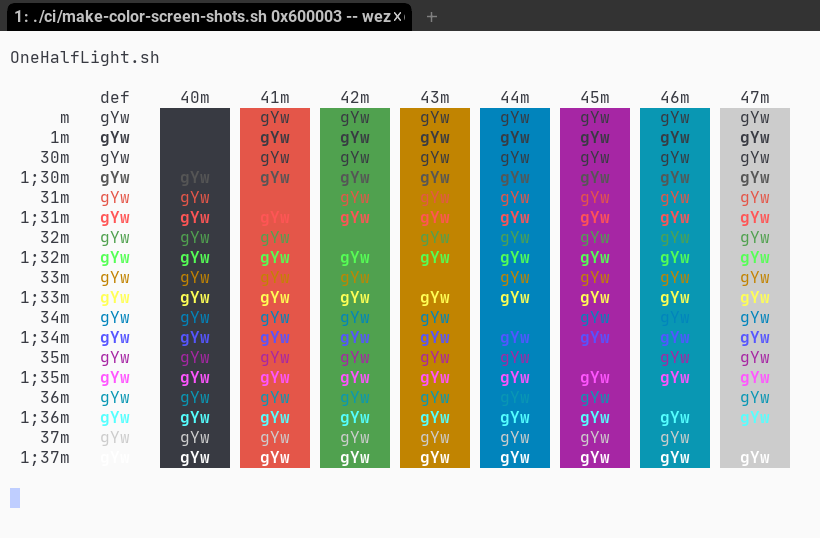 1: ./ci/make-color-screen-shots.sh 0x600003 -- wez
OneHalfLight.sh
def 40m 41m 42m 43m 44m 45m 46m 47m
m gYw gYw gYw gYw gYw gYw gYw gYw
1m gYw gYw gYw gYw gYw gYw gYw gYw
30m gYw gYw gYw gYw gYw gYw gYw gYw
1;30m gYw gYw gYw gYw gYw gYw gYw gYw gYw
31m gYw gYw gYw gYw gYw gYw gYw gYw
1;31m gYw gYw gYw gYw gYw gYw gYw gYw gYw
32m gYw gYw gYw gYw gYw gYw gYw gYw
1;32m gYw gYw gYw gYw gYw gYw gYw gYw gYw
33m gYw gYw gYw gYw gYw gYw gYw gYw
1;33m gYw gYw gYw gYw gYw gYw gYw gYw gYw
34m gYw gYw gYw gYw gYw gYw gYw gYw
1;34m gYw gYw gYw gYw gYw gYw gYw gYw gYw
35m gYw gYw gYw gYw gYw gYw gYw gYw
1;35m gYw gYw gYw gYw gYw gYw gYw gYw gYw
36m gYw gYw gYw gYw gYw gYw gYw gYw
1;36m gYw gYw gYw gYw gYw gYw gYw gYw gYw
37m gYw gYw gYw gYw gYw gYw gYw gYw
1;37m gYw gYw gYw gYw gYw gYw gYw gYw gYw